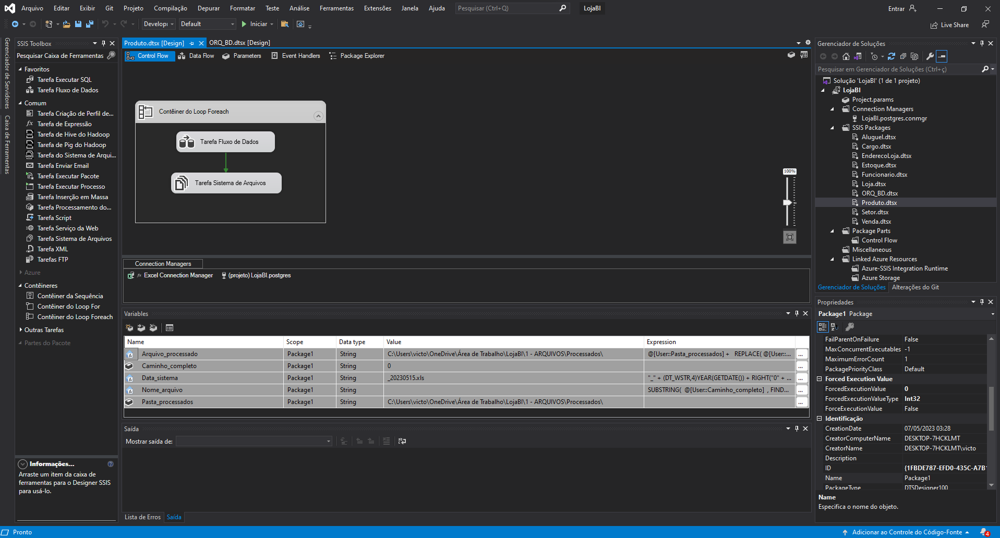 Arquivo Editar Exibir Git Projeto Compilação Depurar Formatar Teste Análise Ferramentas Extensões Janela Ajuda Pesquisar (Ctrl+Q) LojaBI Entrar
Develop Default Iniciar Live Share
Gerenciador de Servidores
Caixa de Ferramentas
SSIS Toolbox
Pesquisar Caixa de Ferramentas
Favoritos
Tarefa Executar SQL
Tarefa Fluxo de Dados
Comum
Tarefa Criação de Perfil de...
Tarefa de Expressão
Tarefa de Hive do Hadoop
Tarefa de Pig do Hadoop
Tarefa do Sistema de Arqui...
Tarefa Enviar Email
Tarefa Executar Pacote
Tarefa Executar Processo
Tarefa Inserção em Massa
Tarefa Processamento do...
Tarefa Script
Tarefa Serviço da Web
Tarefa Sistema de Arquivos
Tarefa XML
Tarefas FTP
Azure
Contêineres
Contêiner da Sequência
Contêiner do Loop For
Contêiner do Loop Foreach
Outras Tarefas
Partes do Pacote
Informações...
Arraste um item da caixa de
ferramentas para o Designer SSIS
para usá-lo.
Produto.dtsx [Design] ORQ_BD.dtsx [Design]
Control Flow Data Flow Parameters Event Handlers Package Explorer
Contêiner do Loop Foreach
Tarefa Fluxo de Dados
Tarefa Sistema de Arquivos
100%
Connection Managers
Excel Connection Manager (projeto) LojaBI.postgres
Variables
Name Scope Data type Value Expression
Arquivo_processado Package1 String C:\Users\victo\OneDrive\Área de Trabalho\LojaBI\1 - ARQUIVOS\Processados\ @[User::Pasta_processados] + REPLACE( @[User::... ...
Caminho_completo Package1 String 0 ...
Data_sistema Package1 String _20230515.xls "_" + (DT_WSTR,4)YEAR(GETDATE()) + RIGHT("0" + ... ...
Nome_arquivo Package1 String SUBSTRING( @[User::Caminho_completo] , FIND... ...
Pasta_processados Package1 String C:\Users\victo\OneDrive\Área de Trabalho\LojaBI\1 - ARQUIVOS\Processados\ ...
Saída
Mostrar saída de:
Lista de Erros Saída
Gerenciador de Soluções
Pesquisar em Gerenciador de Soluções (Ctrl+ç)
Solução 'LojaBI' (1 de 1 projeto)
LojaBI
Project.params
Connection Managers
LojaBI.postgres.conmgr
SSIS Packages
Aluguel.dtsx
Cargo.dtsx
EnderecoLoja.dtsx
Estoque.dtsx
Funcionario.dtsx
Loja.dtsx
ORQ_BD.dtsx
Produto.dtsx
Setor.dtsx
Venda.dtsx
Package Parts
Control Flow
Miscellaneous
Linked Azure Resources
Azure-SSIS Integration Runtime
Azure Storage
Gerenciador de Soluções Alterações do Git
Propriedades
Package1 Package
FailParentOnFailure False
MaxConcurrentExecutables -1
MaximumErrorCount 1
PackagePriorityClass Default
Forced Execution Value
ForcedExecutionValue 0
ForcedExecutionValueType Int32
ForceExecutionValue False
Identificação
CreationDate 07/05/2023 03:28
CreatorComputerName DESKTOP-7HCKLMT
CreatorName DESKTOP-7HCKLMT\victo
Description
ID {1FBDE787-EFD0-435C-A7B1
Name Package1
PackageType DTSDesigner100
Name
Especifica o nome do objeto.
Pronto Adicionar ao Controle do Código-Fonte 4